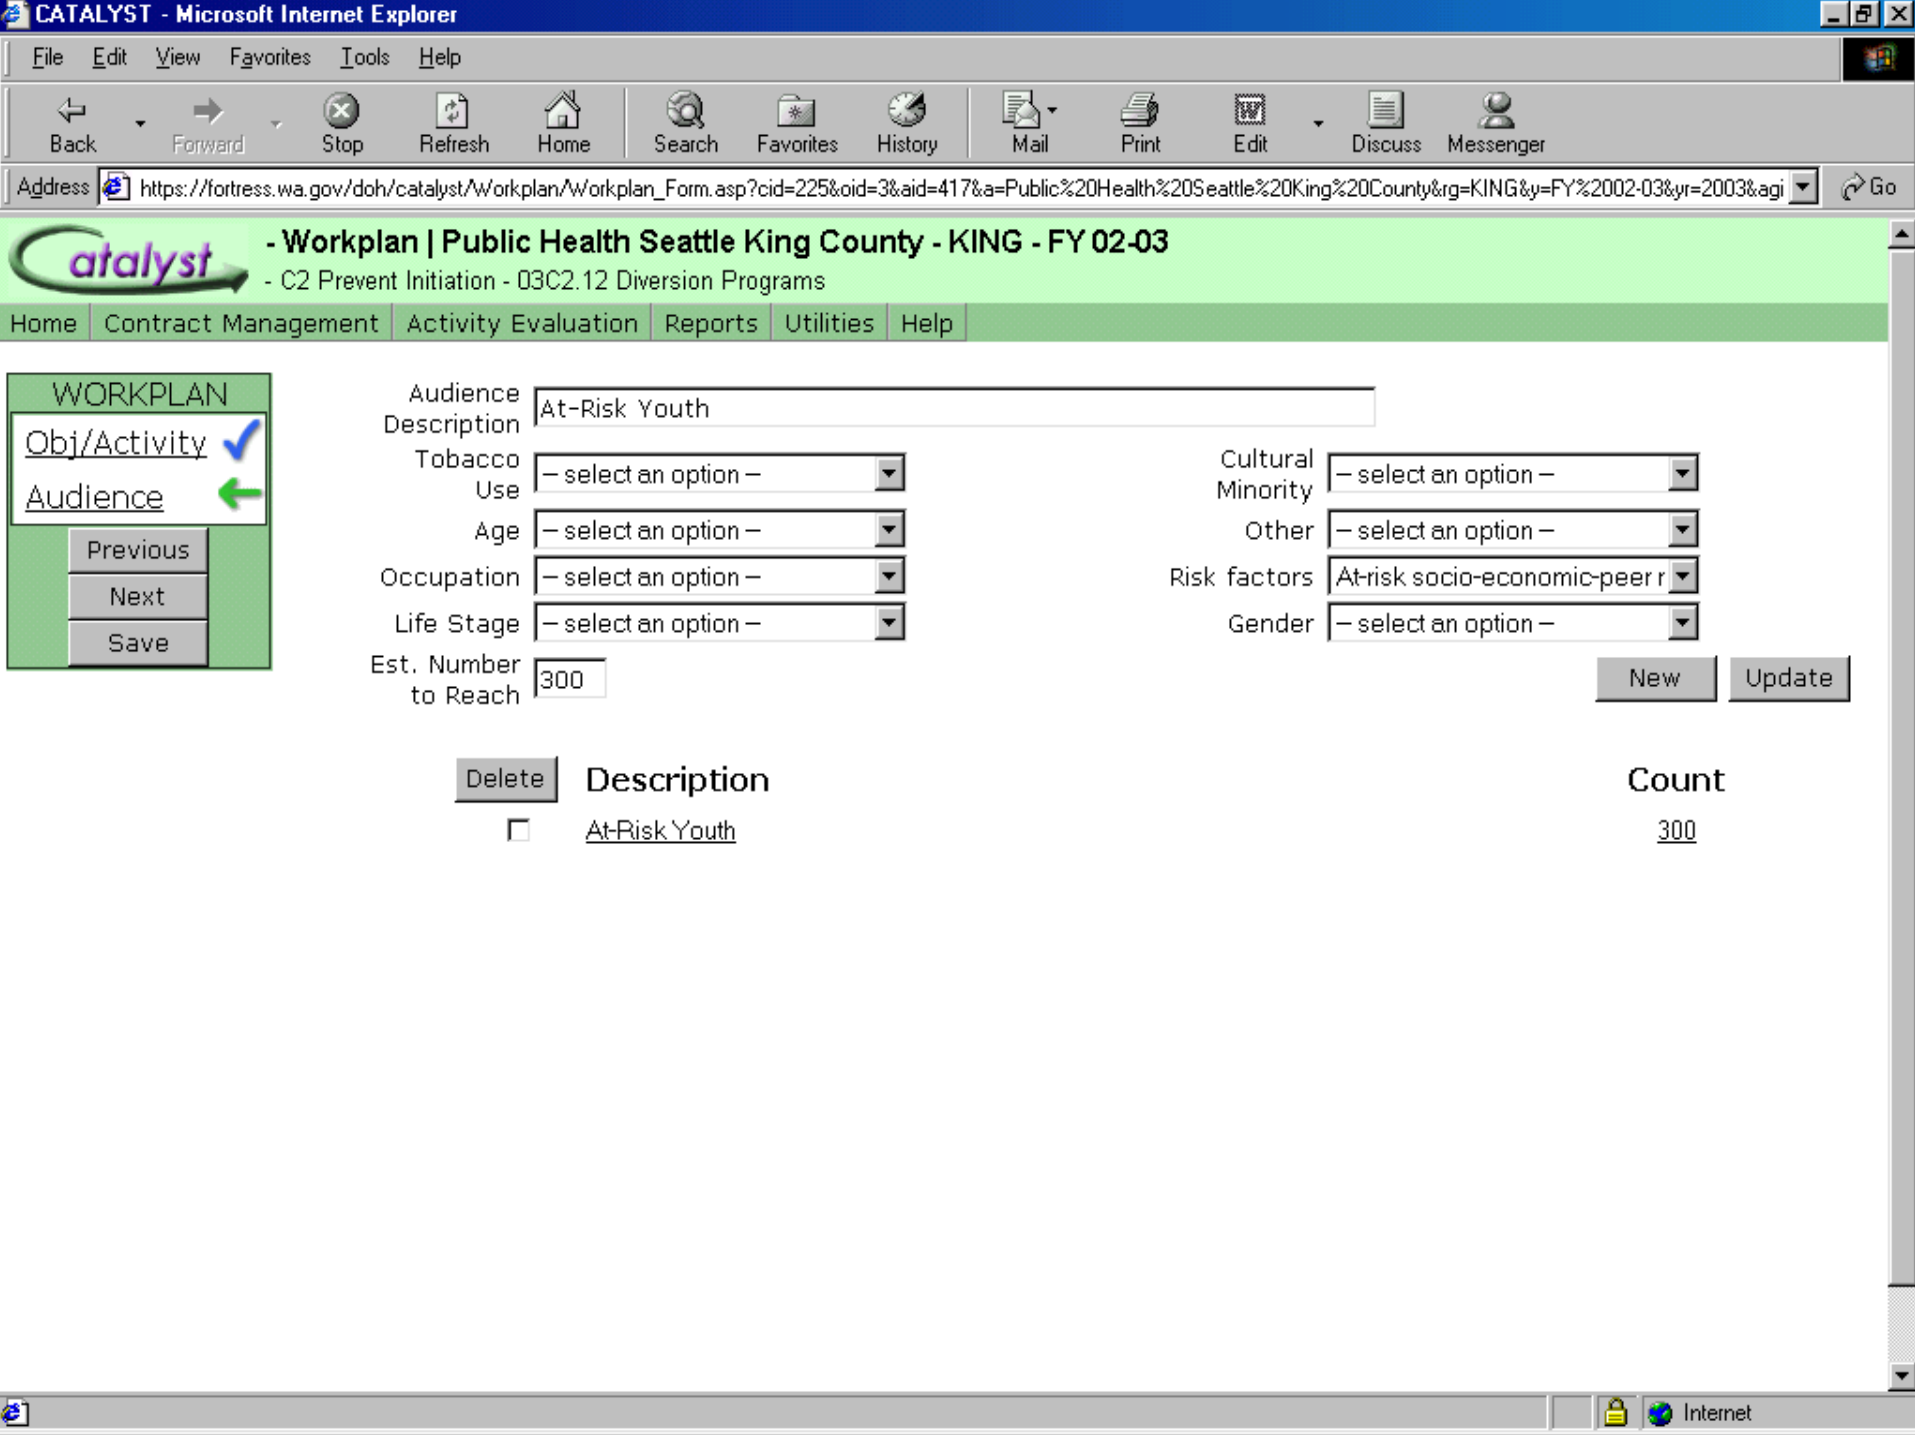 CATALYST - Microsoft Internet Explorer
File Edit View Favorites Tools Help
Back Forward Stop Refresh Home Search Favorites History Mail Print Edit Discuss Messenger
Address https://fortress.wa.gov/doh/catalyst/Workplan/Workplan_Form.asp?cid=225&oid=3&aid=417&a=Public%20Health%20Seattle%20King%20County&rg=KING&y=FY%2002-03&yr=2003&agi Go
Catalyst - Workplan | Public Health Seattle King County - KING - FY 02-03
- C2 Prevent Initiation - 03C2.12 Diversion Programs
Home Contract Management Activity Evaluation Reports Utilities Help
WORKPLAN
Obj/Activity
Audience
Previous
Next
Save
Audience Description At-Risk Youth
Tobacco Use -- select an option -- Cultural Minority -- select an option --
Age -- select an option -- Other -- select an option --
Occupation -- select an option -- Risk factors At-risk socio-economic-peer r
Life Stage -- select an option -- Gender -- select an option --
Est. Number to Reach 300 New Update
Delete Description Count
At-Risk Youth 300
Internet